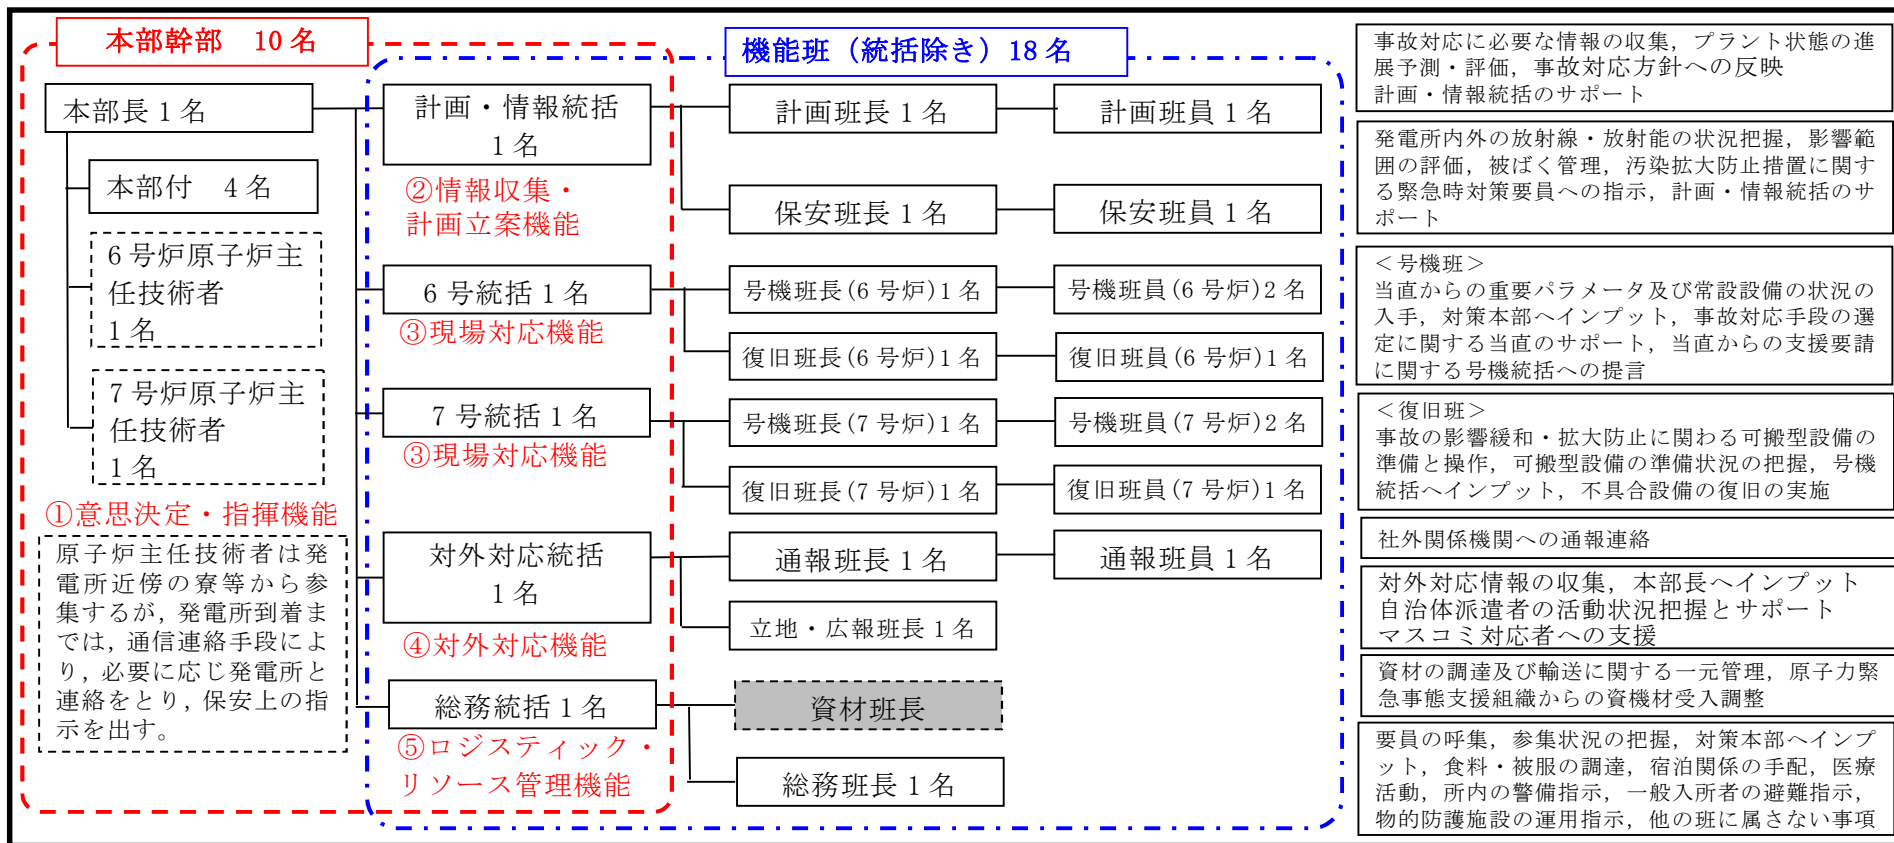 本部幹部　10名
機能班（統括除き）18名
本部長1名
本部付　4名
6号炉原子炉主
任技術者
1名
7号炉原子炉主
任技術者
1名
①意思決定・指揮機能
原子炉主任技術者は発
電所近傍の寮等から参
集するが，発電所到着ま
では，通信連絡手段によ
り，必要に応じ発電所と
連絡をとり，保安上の指
示を出す。
計画・情報統括
1名
②情報収集・
計画立案機能
6号統括1名
③現場対応機能
7号統括1名
③現場対応機能
対外対応統括
1名
④対外対応機能
総務統括1名
⑤ロジスティック・
リソース管理機能
計画班長1名
計画班員1名
保安班長1名
保安班員1名
号機班長(6号炉)1名
号機班員(6号炉)2名
復旧班長(6号炉)1名
復旧班員(6号炉)1名
号機班長(7号炉)1名
号機班員(7号炉)2名
復旧班長(7号炉)1名
復旧班員(7号炉)1名
通報班長1名
通報班員1名
立地・広報班長1名
資材班長
総務班長1名
事故対応に必要な情報の収集，プラント状態の進
展予測・評価，事故対応方針への反映
計画・情報統括のサポート
発電所内外の放射線・放射能の状況把握，影響範
囲の評価，被ばく管理，汚染拡大防止措置に関す
る緊急時対策要員への指示，計画・情報統括のサ
ポート
＜号機班＞
当直からの重要パラメータ及び常設設備の状況の
入手，対策本部へインプット，事故対応手段の選
定に関する当直のサポート，当直からの支援要請
に関する号機統括への提言
＜復旧班＞
事故の影響緩和・拡大防止に関わる可搬型設備の
準備と操作，可搬型設備の準備状況の把握，号機
統括へインプット，不具合設備の復旧の実施
社外関係機関への通報連絡
対外対応情報の収集，本部長へインプット
自治体派遣者の活動状況把握とサポート
マスコミ対応者への支援
資材の調達及び輸送に関する一元管理，原子力緊
急事態支援組織からの資機材受入調整
要員の呼集，参集状況の把握，対策本部へインプ
ット，食料・被服の調達，宿泊関係の手配，医療
活動，所内の警備指示，一般入所者の避難指示，
物的防護施設の運用指示，他の班に属さない事項